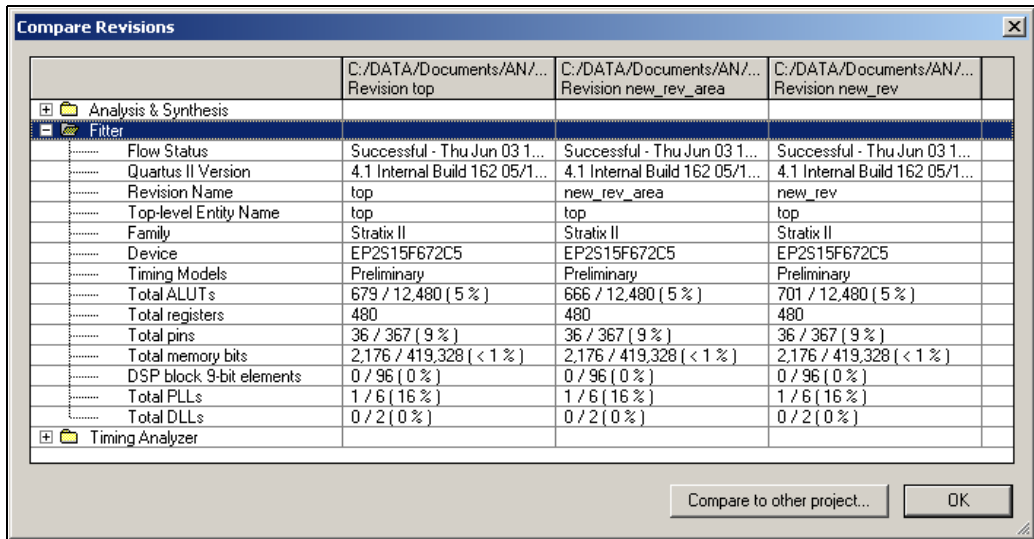 Compare Revisions
C:/DATA/Documents/AN/... C:/DATA/Documents/AN/... C:/DATA/Documents/AN/...
Revision top Revision new_rev_area Revision new_rev
Analysis & Synthesis
Fitter
Flow Status Successful - Thu Jun 03 1... Successful - Thu Jun 03 1... Successful - Thu Jun 03 1...
Quartus II Version 4.1 Internal Build 162 05/1... 4.1 Internal Build 162 05/1... 4.1 Internal Build 162 05/1...
Revision Name top new_rev_area new_rev
Top-level Entity Name top top top
Family Stratix II Stratix II Stratix II
Device EP2S15F672C5 EP2S15F672C5 EP2S15F672C5
Timing Models Preliminary Preliminary Preliminary
Total ALUTs 679 / 12,480 ( 5 % ) 666 / 12,480 ( 5 % ) 701 / 12,480 ( 5 % )
Total registers 480 480 480
Total pins 36 / 367 ( 9 % ) 36 / 367 ( 9 % ) 36 / 367 ( 9 % )
Total memory bits 2,176 / 419,328 ( < 1 % ) 2,176 / 419,328 ( < 1 % ) 2,176 / 419,328 ( < 1 % )
DSP block 9-bit elements 0 / 96 ( 0 % ) 0 / 96 ( 0 % ) 0 / 96 ( 0 % )
Total PLLs 1 / 6 ( 16 % ) 1 / 6 ( 16 % ) 1 / 6 ( 16 % )
Total DLLs 0 / 2 ( 0 % ) 0 / 2 ( 0 % ) 0 / 2 ( 0 % )
Timing Analyzer
Compare to other project... OK